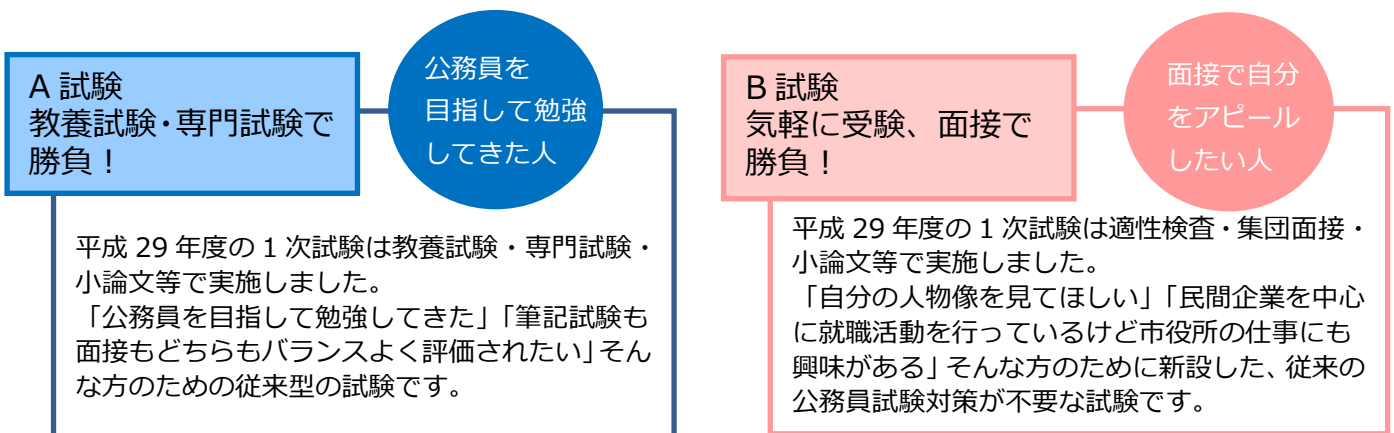 A 試験
教養試験・専門試験で
勝負！
公務員を
目指して勉強
してきた人
平成 29 年度の 1 次試験は教養試験・専門試験・
小論文等で実施しました。
「公務員を目指して勉強してきた」「筆記試験も
面接もどちらもバランスよく評価されたい」そん
な方のための従来型の試験です。
B 試験
気軽に受験、面接で
勝負！
面接で自分
をアピール
したい人
平成 29 年度の 1 次試験は適性検査・集団面接・
小論文等で実施しました。
「自分の人物像を見てほしい」「民間企業を中心
に就職活動を行っているけど市役所の仕事にも
興味がある」そんな方のために新設した、従来の
公務員試験対策が不要な試験です。